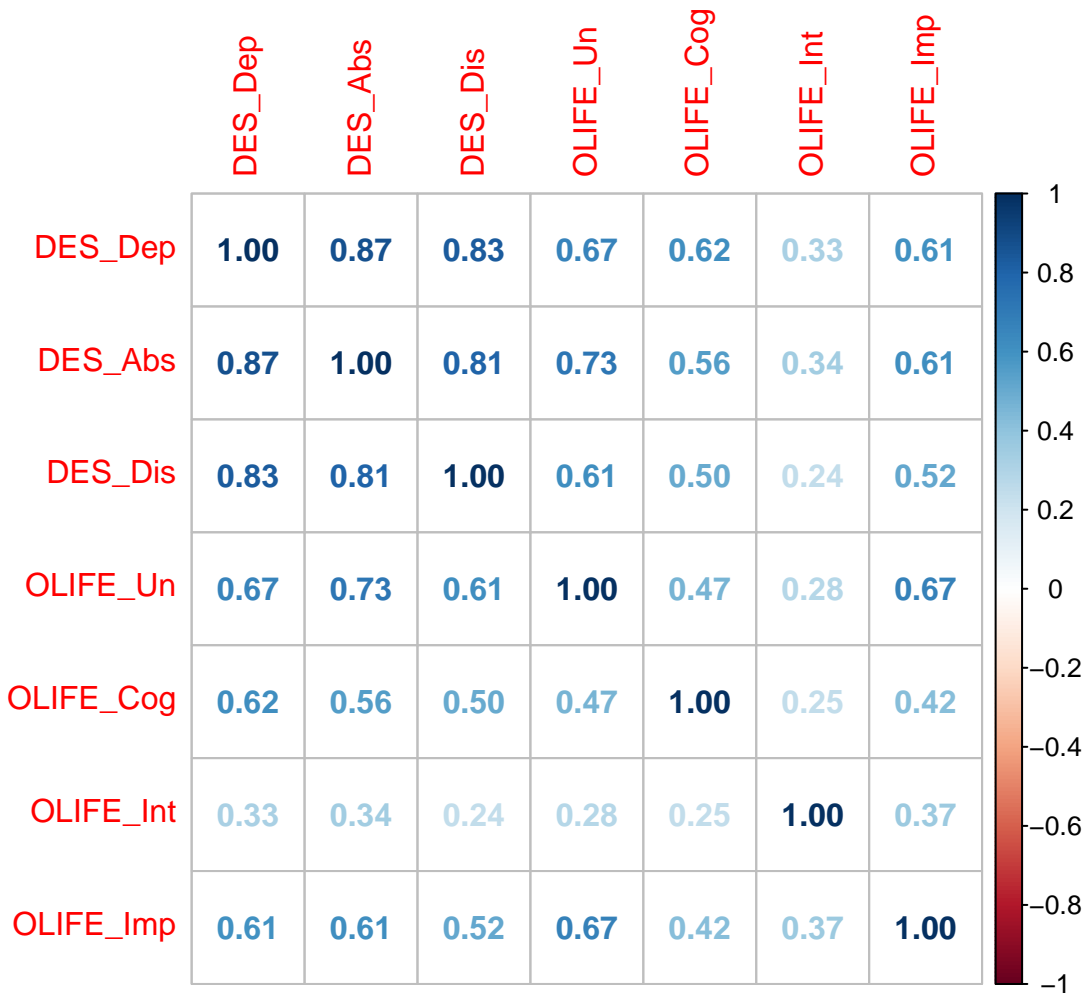 DES_Dep DES_Abs DES_Dis OLIFE_Un OLIFE_Cog OLIFE_Int OLIFE_Imp
DES_Dep 1.00 0.87 0.83 0.67 0.62 0.33 0.61
DES_Abs 0.87 1.00 0.81 0.73 0.56 0.34 0.61
DES_Dis 0.83 0.81 1.00 0.61 0.50 0.24 0.52
OLIFE_Un 0.67 0.73 0.61 1.00 0.47 0.28 0.67
OLIFE_Cog 0.62 0.56 0.50 0.47 1.00 0.25 0.42
OLIFE_Int 0.33 0.34 0.24 0.28 0.25 1.00 0.37
OLIFE_Imp 0.61 0.61 0.52 0.67 0.42 0.37 1.00
1
0.8
0.6
0.4
0.2
0
−0.2
−0.4
−0.6
−0.8
−1